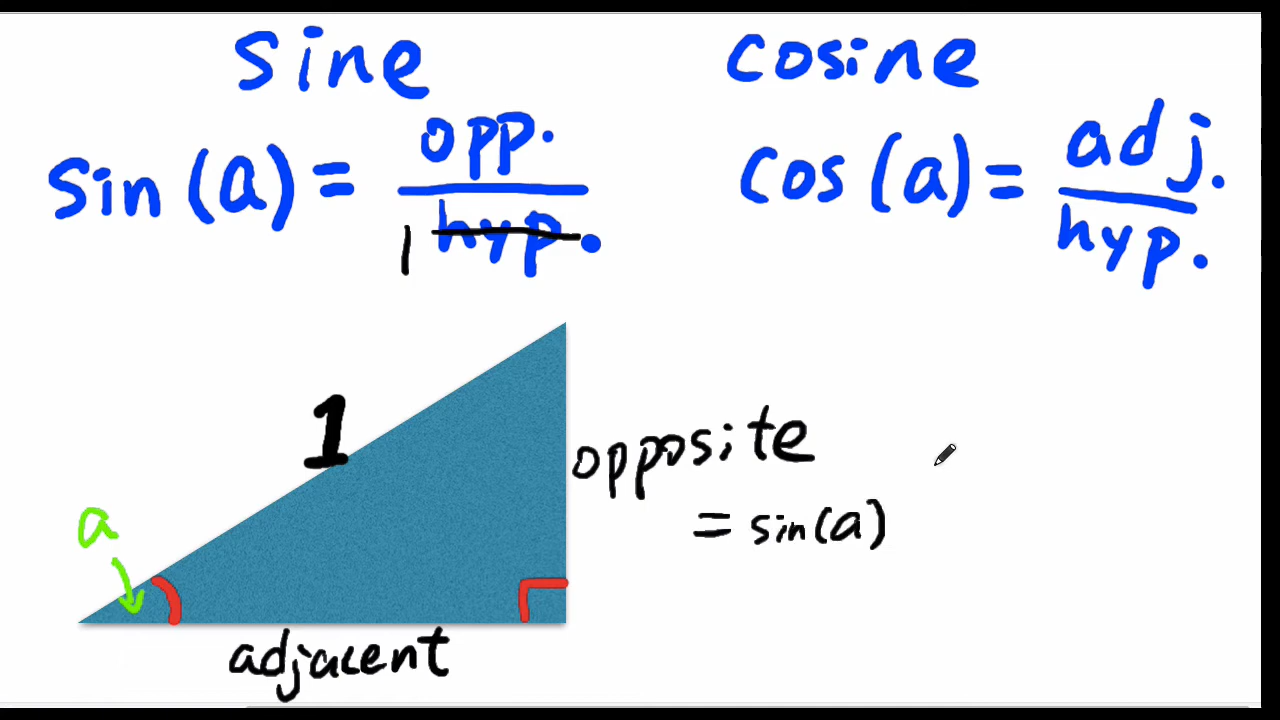 sine
cosine
sin(a) = opp. / hyp.
1
cos(a) = adj. / hyp.
1
opposite
= sin(a)
a
adjacent